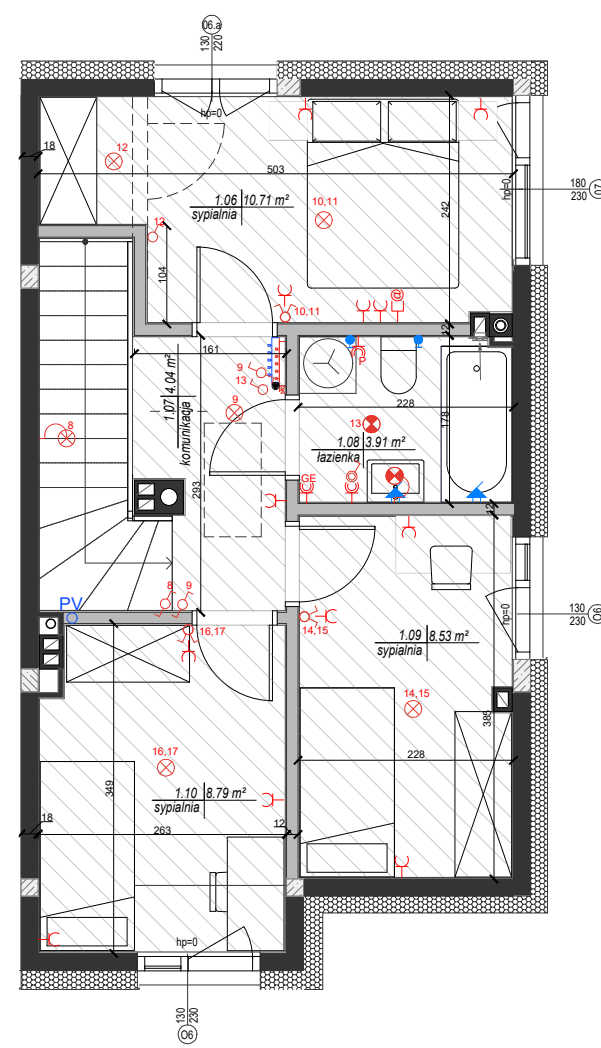 06.a
130
220
hp=0
18
12
503
1.06 10.71 m²
sypialnia
10,11
242
hp=0
180
230
07
12
104
10,11
@
12
161
9
13
1.07 4.04 m²
komunikacja
9
P
228
13
178
1.08 3.91 m²
łazienka
8
GE
293
12
PV
8
9
16,17
14,15
hp=0
130
230
06
1.09 8.53 m²
sypialnia
14,15
385
228
16,17
349
1.10 8.79 m²
sypialnia
18
263
12
hp=0
130
230
06